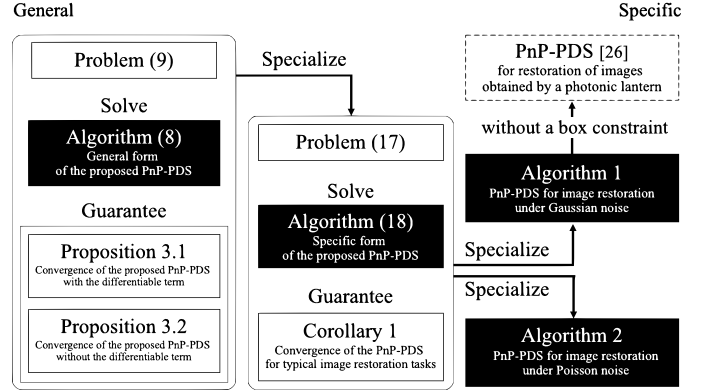 General
Specific
Problem (9)
Solve
Algorithm (8)
General form
of the proposed PnP-PDS
Guarantee
Proposition 3.1
Convergence of the proposed PnP-PDS
with the differentiable term
Proposition 3.2
Convergence of the proposed PnP-PDS
without the differentiable term
Specialize
Problem (17)
Solve
Algorithm (18)
Specific form
of the proposed PnP-PDS
Guarantee
Corollary 1
Convergence of the PnP-PDS
for typical image restoration tasks
PnP-PDS [26]
for restoration of images
obtained by a photonic lantern
without a box constraint
Algorithm 1
PnP-PDS for image restoration
under Gaussian noise
Specialize
Specialize
Algorithm 2
PnP-PDS for image restoration
under Poisson noise